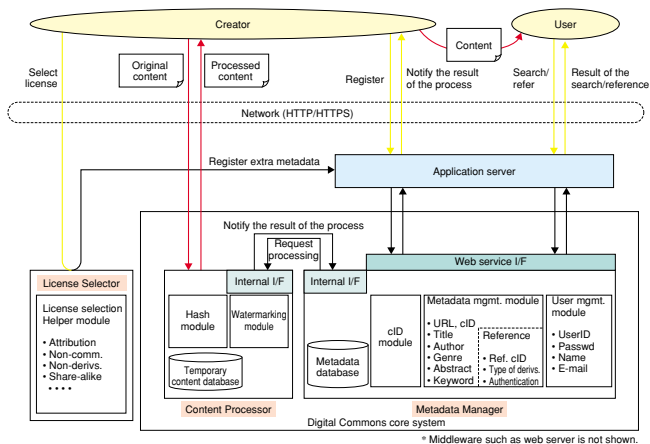 Creator
User
Content
Original
content
Processed
content
Select
license
Register
Notify the result
of the process
Search/
refer
Result of the
search/reference
Network (HTTP/HTTPS)
Register extra metadata
Application server
Notify the result of the process
Request
processing
Web service I/F
License Selector
Internal I/F
Internal I/F
License selection
Helper module
• Attribution
• Non-comm.
• Non-derivs.
• Share-alike
• • • •
Hash
module
Watermarking
module
Temporary
content database
Metadata
database
cID
module
Metadata mgmt. module
• URL, cID
• Title
• Author
• Genre
• Abstract
• Keyword
Reference
• Ref. cID
• Type of derivs.
• Authentication
User mgmt.
module
• UserID
• Passwd
• Name
• E-mail
Content Processor
Metadata Manager
Digital Commons core system
* Middleware such as web server is not shown.